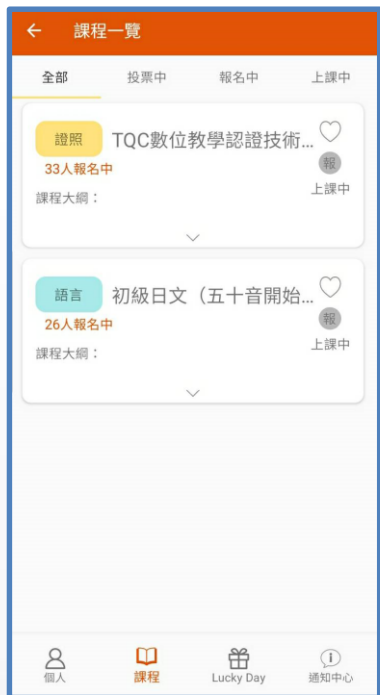 課程一覽
全部 投票中 報名中 上課中
證照 TQC數位教學認證技術...
33人報名中
報
課程大綱：
上課中
語言 初級日文（五十音開始...
26人報名中
報
課程大綱：
上課中
個人 課程 Lucky Day 通知中心